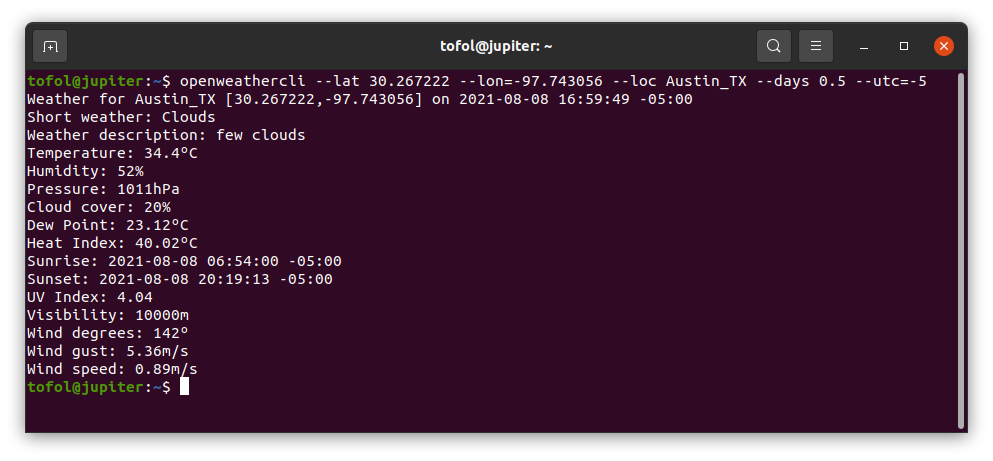 tofol@jupiter: ~
tofol@jupiter:~$ openweathercli --lat 30.267222 --lon=-97.743056 --loc Austin_TX --days 0.5 --utc=-5
Weather for Austin_TX [30.267222,-97.743056] on 2021-08-08 16:59:49 -05:00
Short weather: Clouds
Weather description: few clouds
Temperature: 34.4ºC
Humidity: 52%
Pressure: 1011hPa
Cloud cover: 20%
Dew Point: 23.12ºC
Heat Index: 40.02ºC
Sunrise: 2021-08-08 06:54:00 -05:00
Sunset: 2021-08-08 20:19:13 -05:00
UV Index: 4.04
Visibility: 10000m
Wind degrees: 142º
Wind gust: 5.36m/s
Wind speed: 0.89m/s
tofol@jupiter:~$